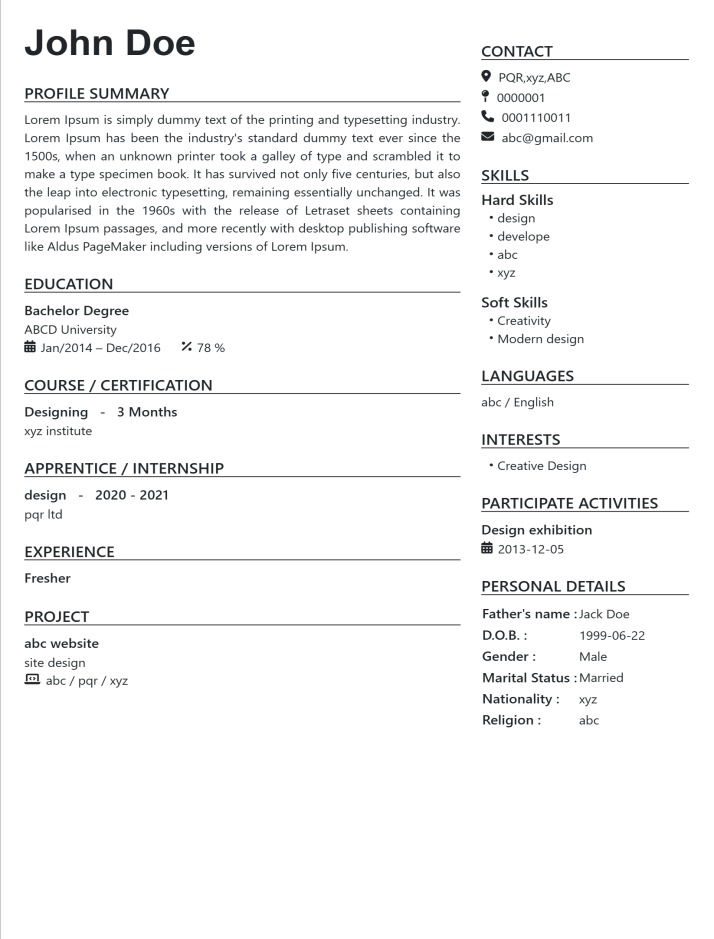 John Doe
PROFILE SUMMARY
Lorem Ipsum is simply dummy text of the printing and typesetting industry.
Lorem Ipsum has been the industry's standard dummy text ever since the
1500s, when an unknown printer took a galley of type and scrambled it to
make a type specimen book. It has survived not only five centuries, but also
the leap into electronic typesetting, remaining essentially unchanged. It was
popularised in the 1960s with the release of Letraset sheets containing
Lorem Ipsum passages, and more recently with desktop publishing software
like Aldus PageMaker including versions of Lorem Ipsum.
EDUCATION
Bachelor Degree
ABCD University
Jan/2014 – Dec/2016 78 %
COURSE / CERTIFICATION
Designing - 3 Months
xyz institute
APPRENTICE / INTERNSHIP
design - 2020 - 2021
pqr ltd
EXPERIENCE
Fresher
PROJECT
abc website
site design
abc / pqr / xyz
CONTACT
PQR,xyz,ABC
0000001
0001110011
abc@gmail.com
SKILLS
Hard Skills
• design
• develope
• abc
• xyz
Soft Skills
• Creativity
• Modern design
LANGUAGES
abc / English
INTERESTS
• Creative Design
PARTICIPATE ACTIVITIES
Design exhibition
2013-12-05
PERSONAL DETAILS
Father's name : Jack Doe
D.O.B. : 1999-06-22
Gender : Male
Marital Status : Married
Nationality : xyz
Religion : abc